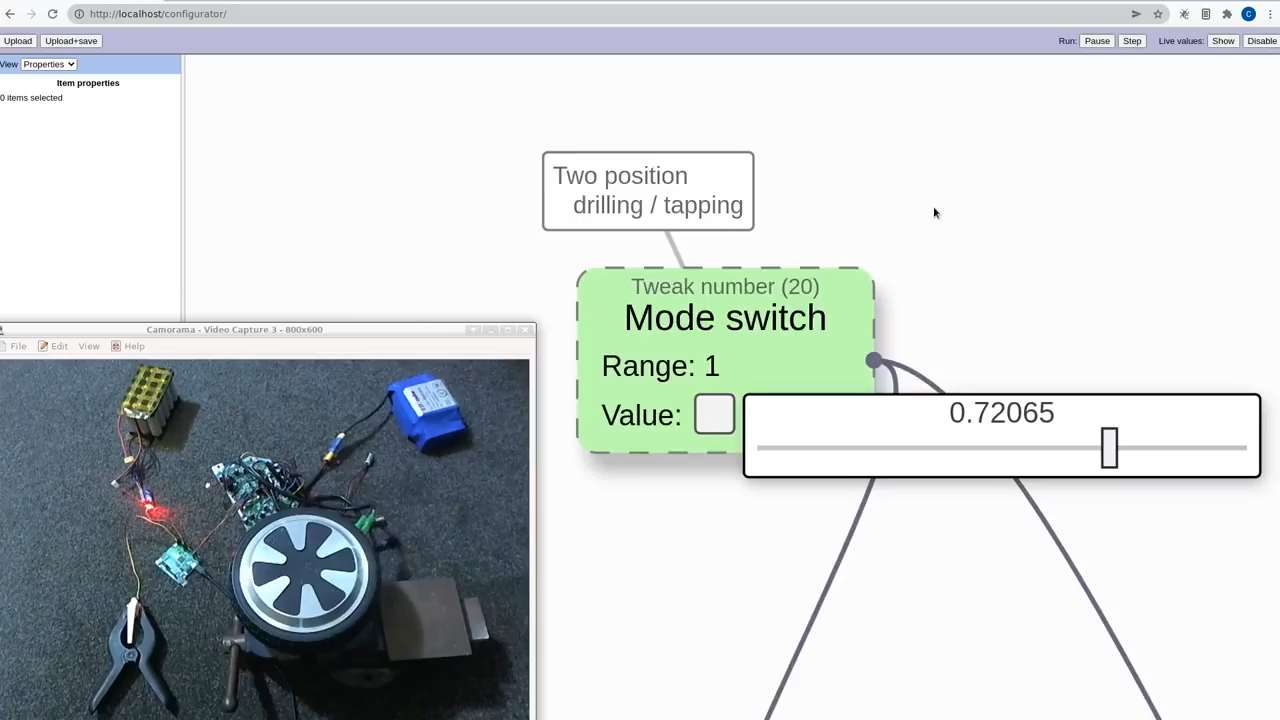 http://localhost/configurator/
C
Upload Upload+save
Run: Pause Step Live values: Show Disable
View Properties
Item properties
0 items selected
Two position
drilling / tapping
Tweak number (20)
Mode switch
Range: 1
Value:
0.72065
Camorama - Video Capture 3 - 800x600
File Edit View Help